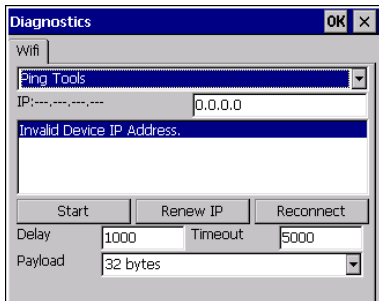 Diagnostics OK ×
Wifi
Ping Tools
IP:---.---.---.--- 0.0.0.0
Invalid Device IP Address.
Start Renew IP Reconnect
Delay 1000 Timeout 5000
Payload 32 bytes